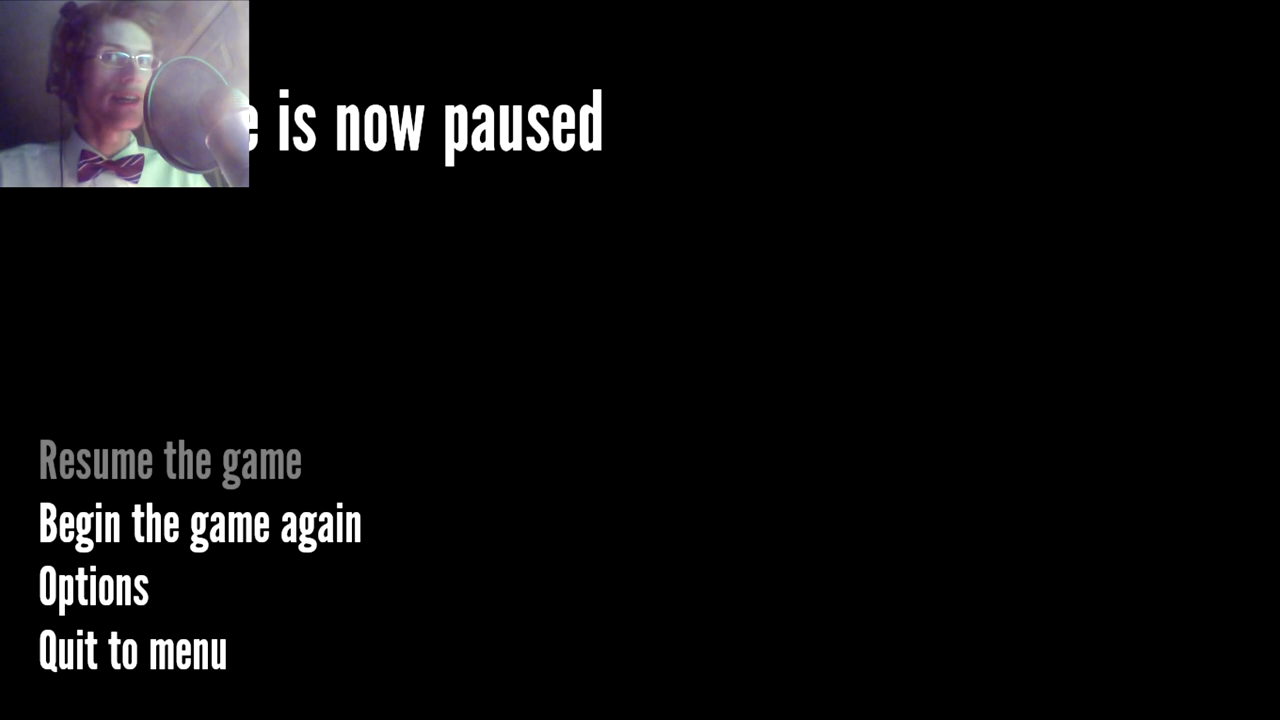 is now paused
Resume the game
Begin the game again
Options
Quit to menu